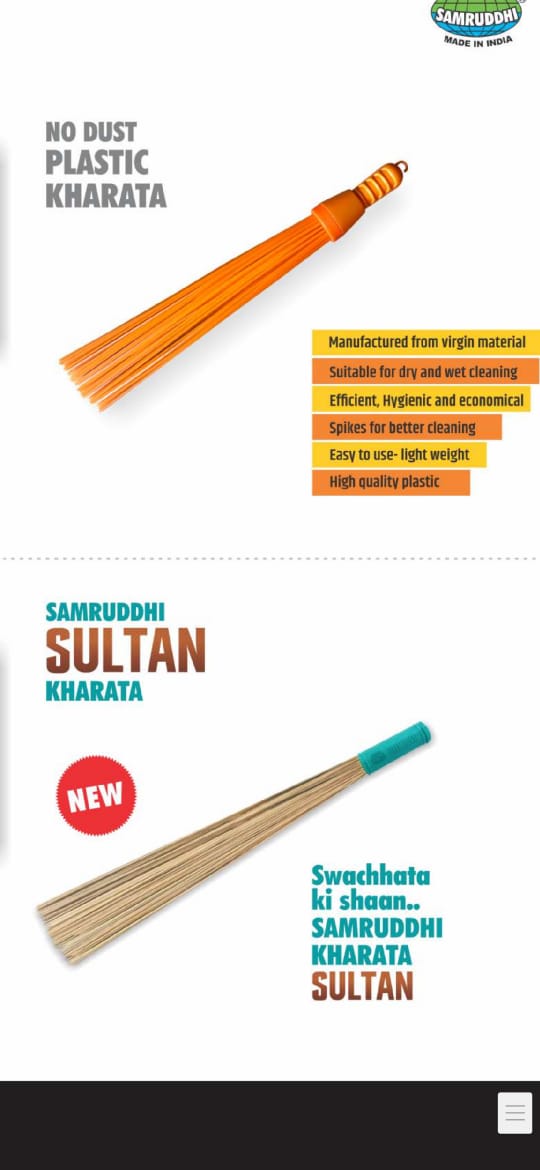 SAMRUDDHI
MADE IN INDIA
NO DUST
PLASTIC
KHARATA
Manufactured from virgin material
Suitable for dry and wet cleaning
Efficient, Hygienic and economical
Spikes for better cleaning
Easy to use- light weight
High quality plastic
SAMRUDDHI
SULTAN
KHARATA
NEW
Swachhata
ki shaan..
SAMRUDDHI
KHARATA
SULTAN